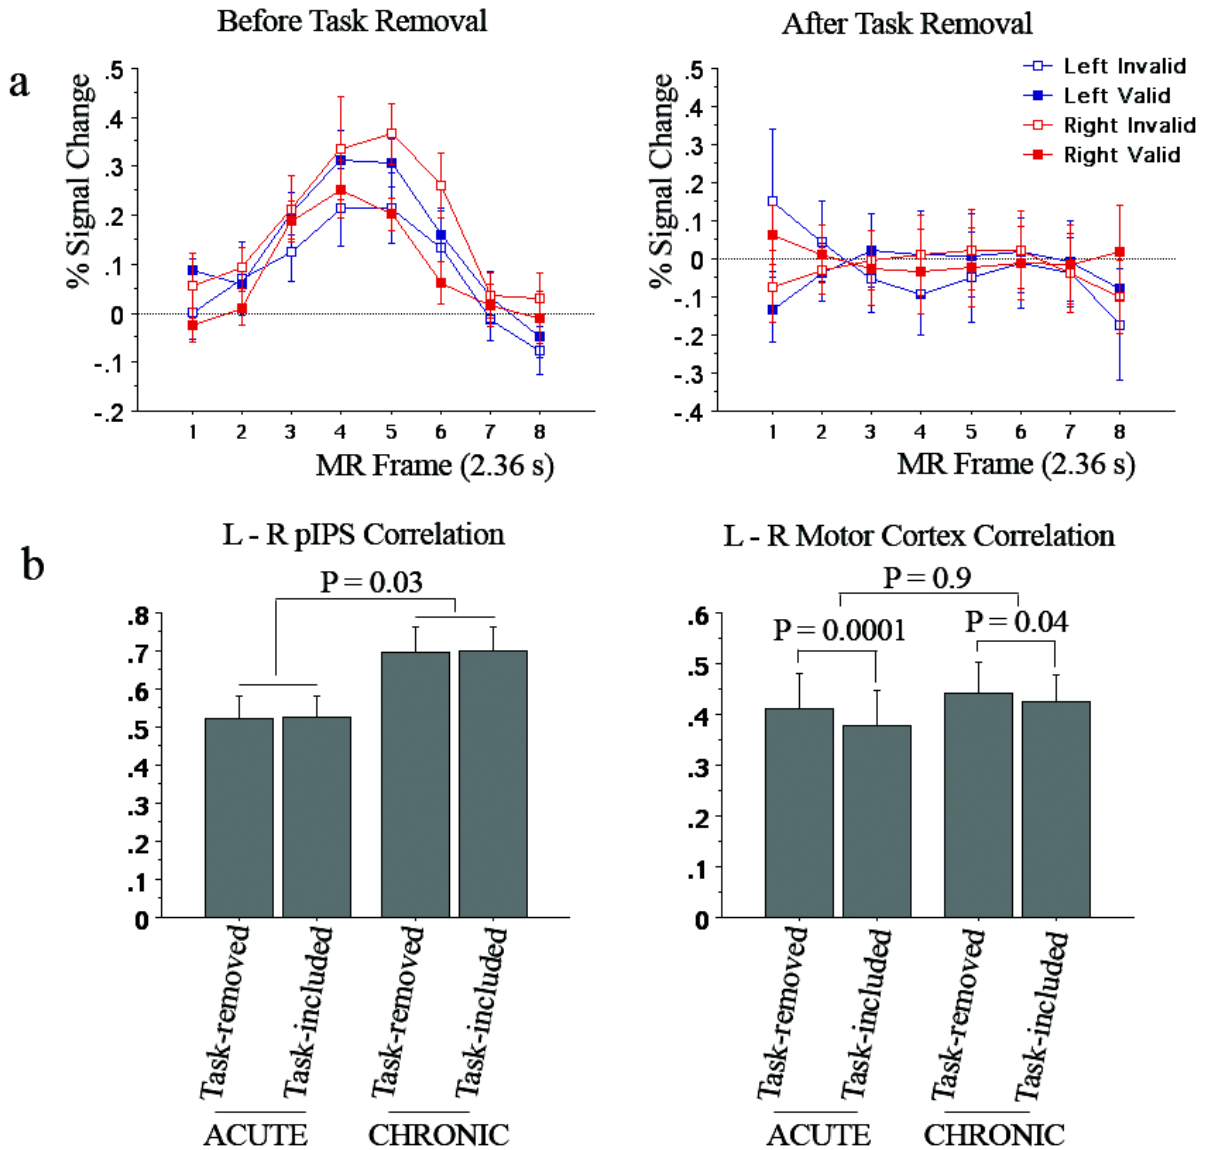 Before Task Removal
After Task Removal
a
% Signal Change
.5
.4
.3
.2
.1
0
-.1
-.2
1 2 3 4 5 6 7 8
MR Frame (2.36 s)
% Signal Change
.5
.4
.3
.2
.1
0
-.1
-.2
-.3
-.4
1 2 3 4 5 6 7 8
MR Frame (2.36 s)
Left Invalid
Left Valid
Right Invalid
Right Valid
b
L - R pIPS Correlation
P = 0.03
.8
.7
.6
.5
.4
.3
.2
.1
0
Task-removed
Task-included
Task-removed
Task-included
ACUTE
CHRONIC
L - R Motor Cortex Correlation
P = 0.9
P = 0.0001
P = 0.04
.6
.5
.4
.3
.2
.1
0
Task-removed
Task-included
Task-removed
Task-included
ACUTE
CHRONIC